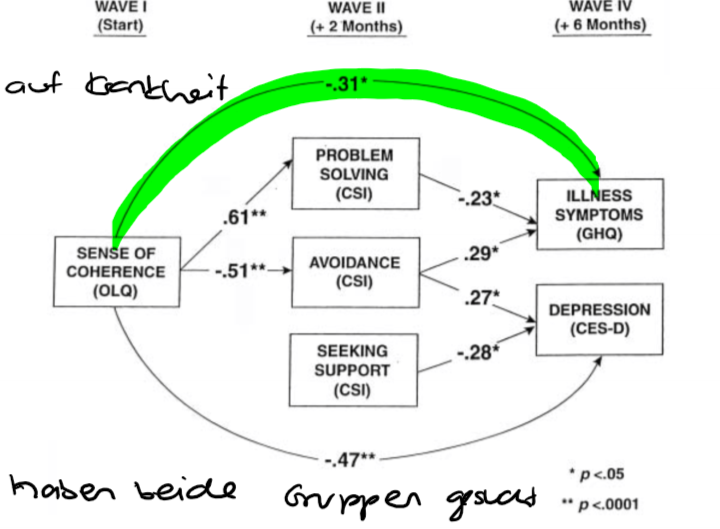 WAVE I WAVE II WAVE IV
(Start) (+ 2 Months) (+ 6 Months)
auf Krankheit
-.31*
PROBLEM
SOLVING
(CSI)
-.23*
ILLNESS
SYMPTOMS
(GHQ)
.61**
.29*
SENSE OF
COHERENCE
(OLQ)
-.51**
AVOIDANCE
(CSI)
.27*
DEPRESSION
(CES-D)
SEEKING
SUPPORT
(CSI)
-.28*
-.47**
* p <.05
haben beide Gruppen gesucht
** p <.0001